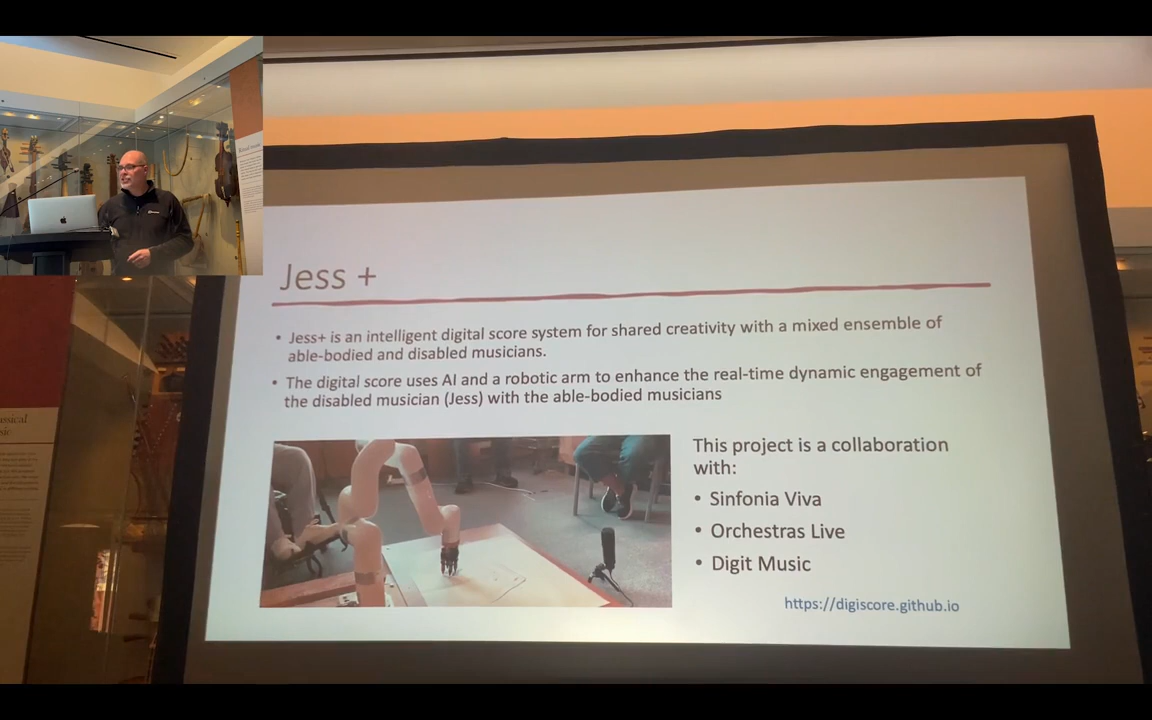 Jess +
• Jess+ is an intelligent digital score system for shared creativity with a mixed ensemble of
able-bodied and disabled musicians.
• The digital score uses AI and a robotic arm to enhance the real-time dynamic engagement of
the disabled musician (Jess) with the able-bodied musicians
This project is a collaboration
with:
• Sinfonia Viva
• Orchestras Live
• Digit Music
https://digiscore.github.io